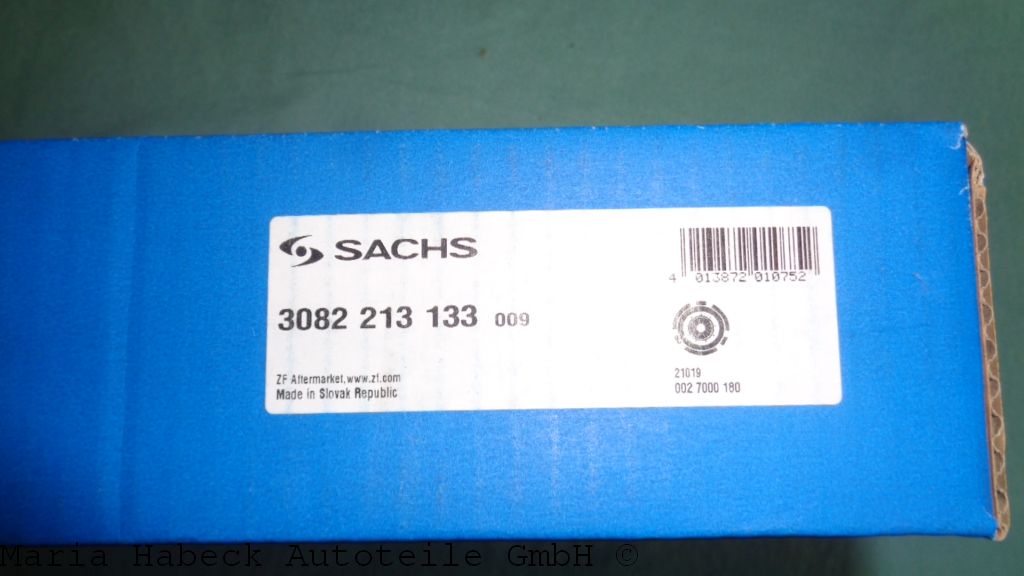 SACHS
4 013872 010752
3082 213 133 009
ZF Aftermarket.www.zf.com
Made in Slovak Republic
21019
002 7000 180
Maria Habeck Autoteile GmbH ©